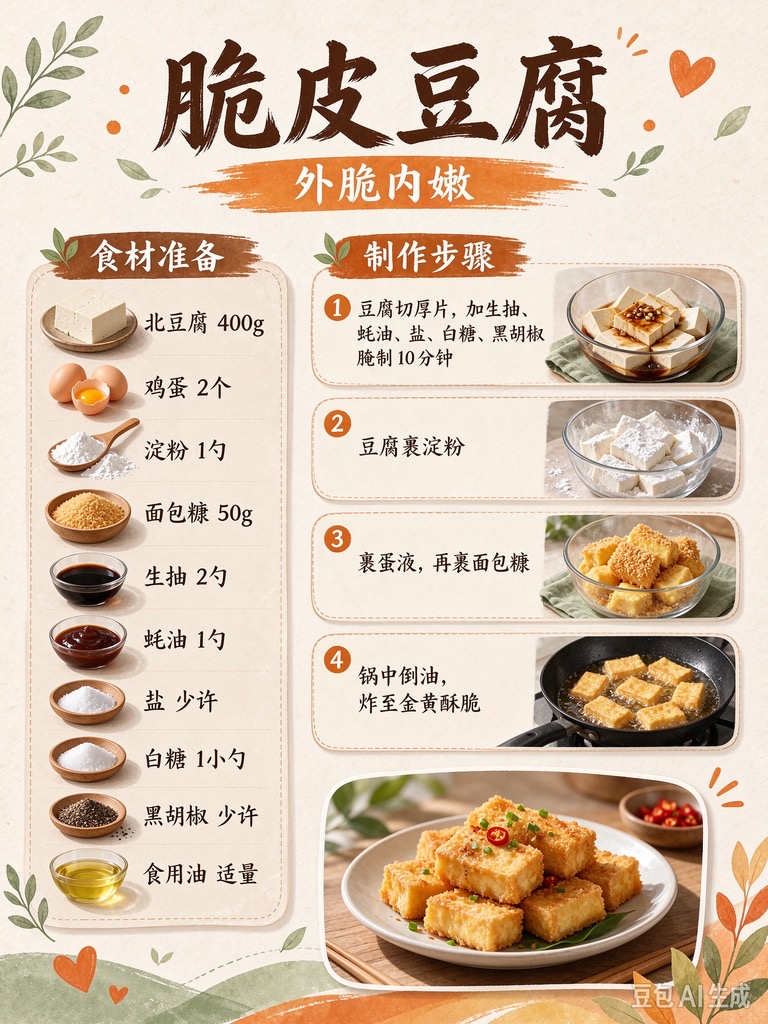 脆皮豆腐
外脆内嫩
食材准备
北豆腐 400g
鸡蛋 2个
淀粉 1勺
面包糠 50g
生抽 2勺
蚝油 1勺
盐 少许
白糖 1小勺
黑胡椒 少许
食用油 适量
制作步骤
1
豆腐切厚片，加生抽、
蚝油、盐、白糖、黑胡椒
腌制10分钟
2
豆腐裹淀粉
3
裹蛋液，再裹面包糠
4
锅中倒油，
炸至金黄酥脆
豆包AI生成